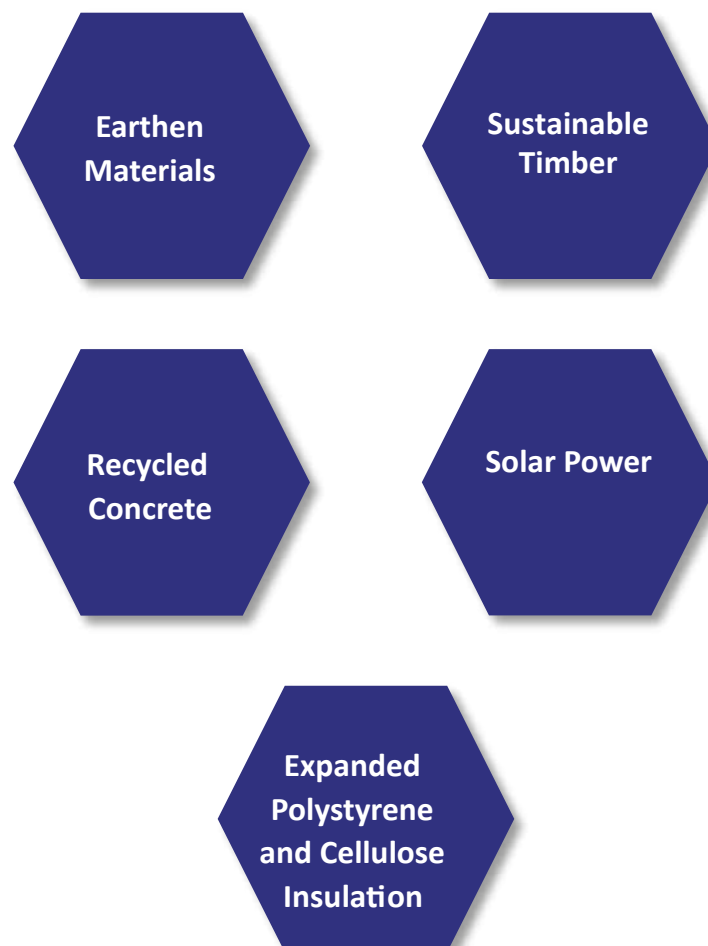 Earthen
Materials
Sustainable
Timber
Recycled
Concrete
Solar Power
Expanded
Polystyrene
and Cellulose
Insulation